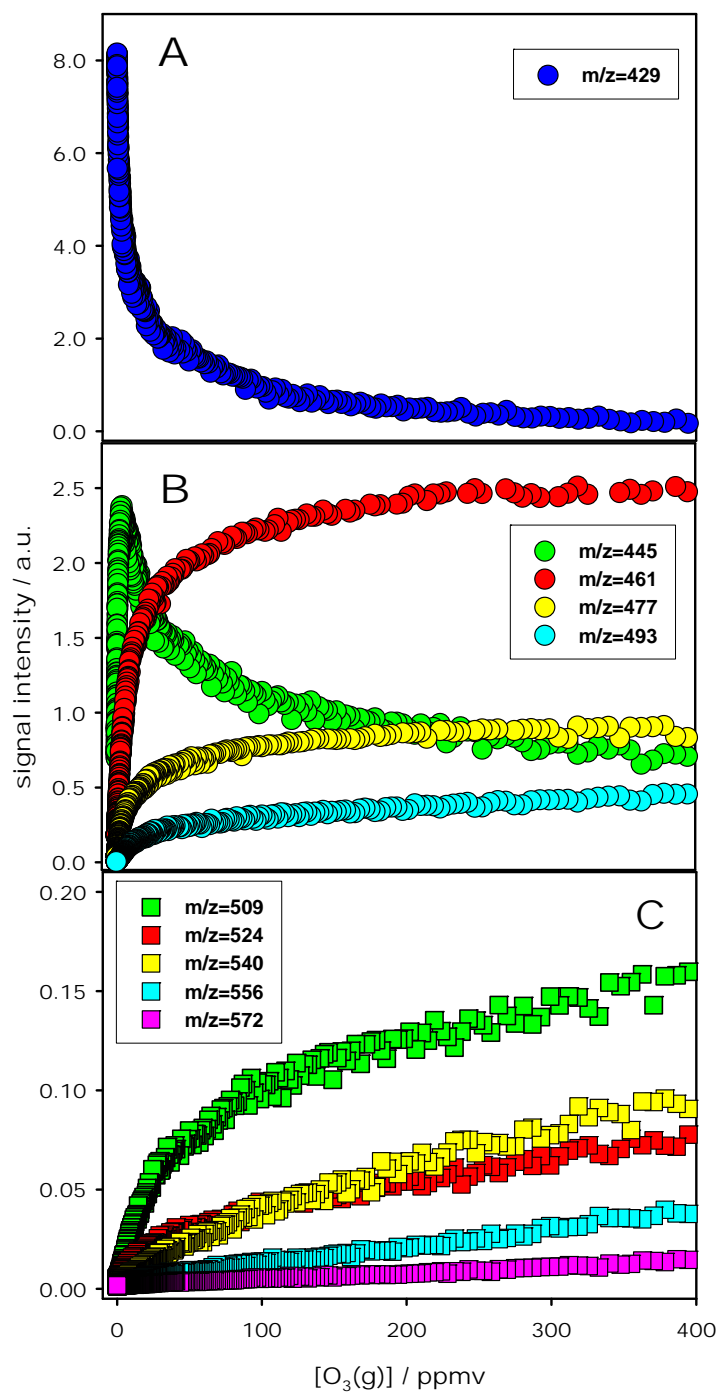 A
m/z=429
8.0
6.0
4.0
2.0
0.0
B
m/z=445
m/z=461
m/z=477
m/z=493
2.5
2.0
1.5
1.0
0.5
0.0
signal intensity / a.u.
C
m/z=509
m/z=524
m/z=540
m/z=556
m/z=572
0.20
0.15
0.10
0.05
0.00
0 100 200 300 400
[O₃(g)] / ppmv